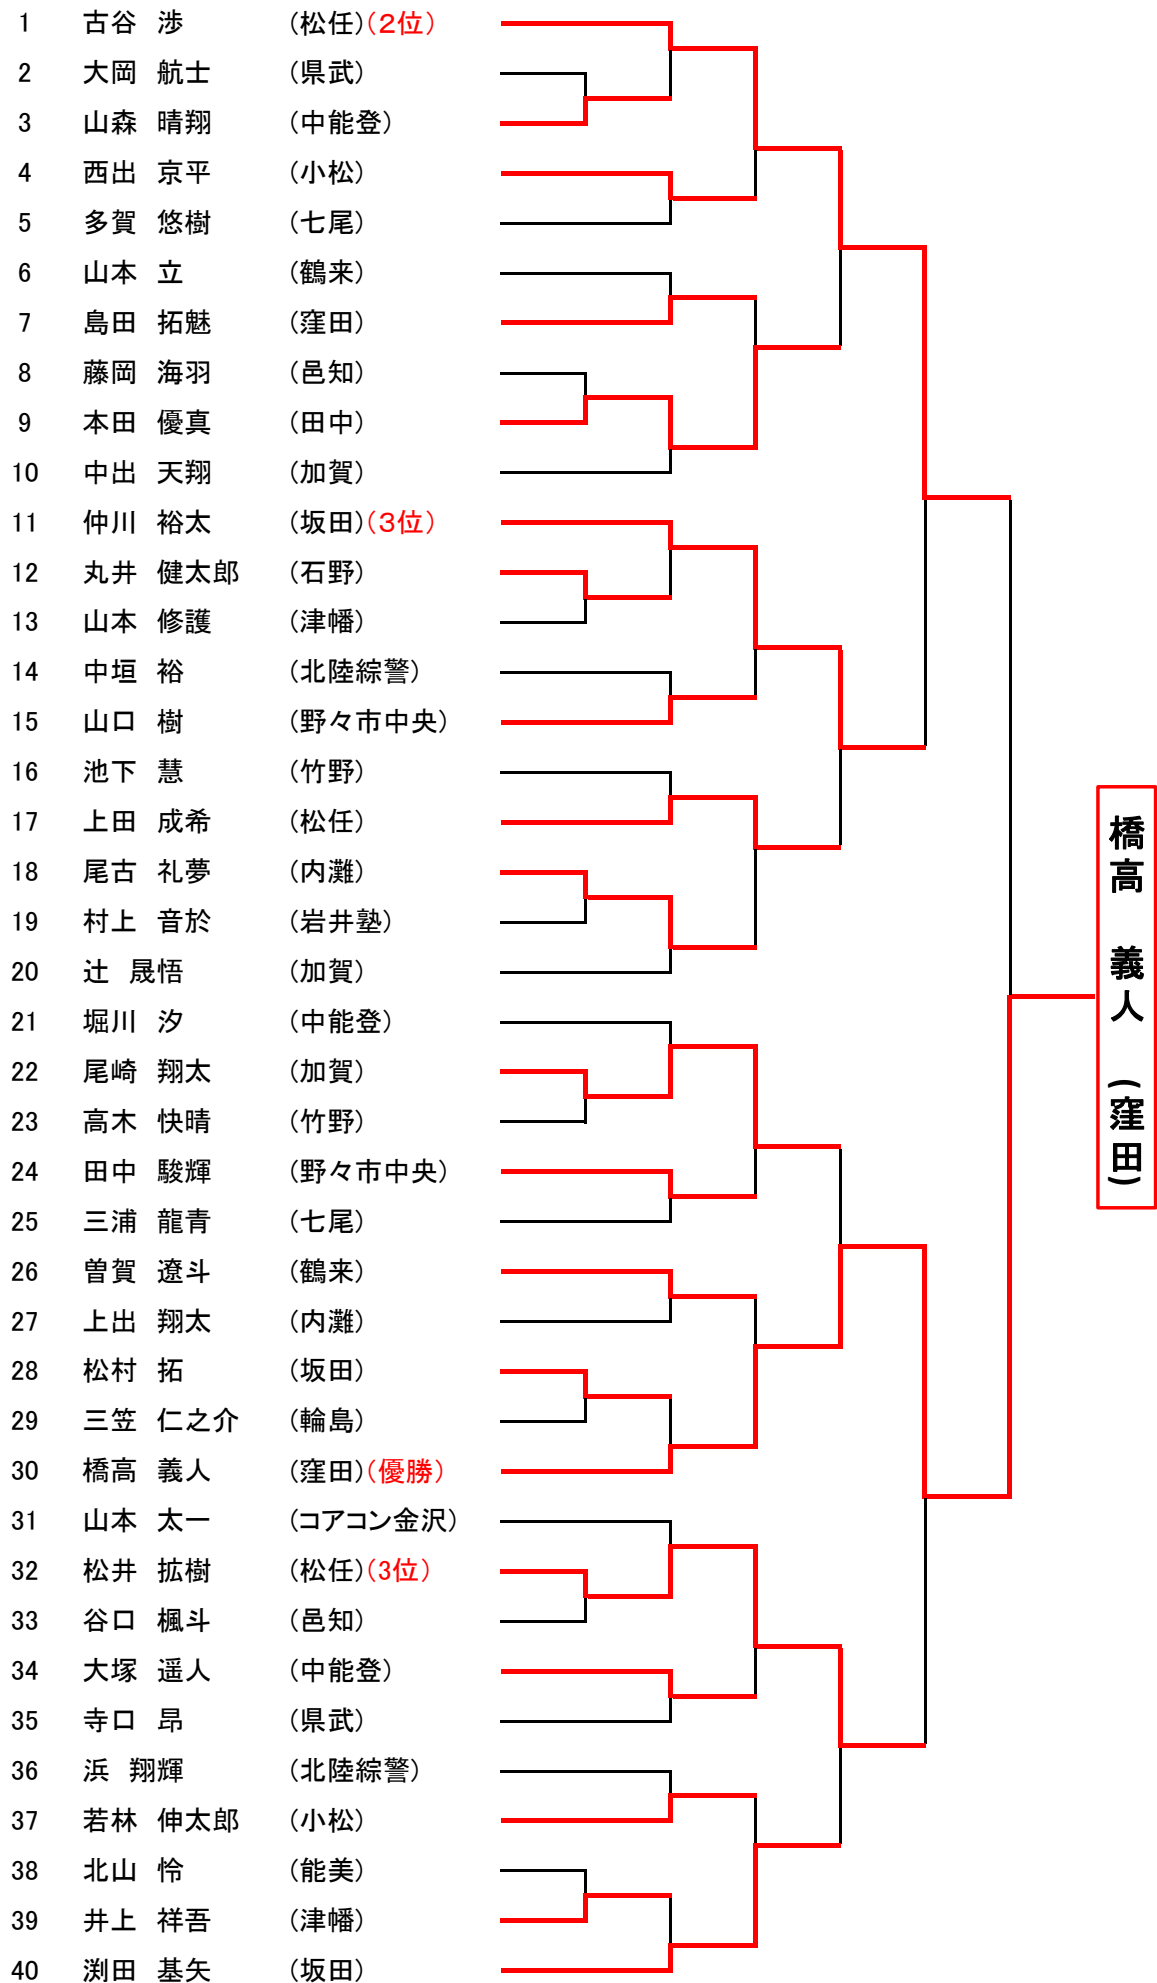 1 古谷 渉 (松任)(2位)
2 大岡 航士 (県武)
3 山森 晴翔 (中能登)
4 西出 京平 (小松)
5 多賀 悠樹 (七尾)
6 山本 立 (鶴来)
7 島田 拓魅 (窪田)
8 藤岡 海羽 (邑知)
9 本田 優真 (田中)
10 中出 天翔 (加賀)
11 仲川 裕太 (坂田)(3位)
12 丸井 健太郎 (石野)
13 山本 修護 (津幡)
14 中垣 裕 (北陸綜警)
15 山口 樹 (野々市中央)
16 池下 慧 (竹野)
17 上田 成希 (松任)
18 尾古 礼夢 (内灘)
19 村上 音於 (岩井塾)
20 辻 晟悟 (加賀)
21 堀川 汐 (中能登)
22 尾崎 翔太 (加賀)
23 高木 快晴 (竹野)
24 田中 駿輝 (野々市中央)
25 三浦 龍青 (七尾)
26 曽賀 遼斗 (鶴来)
27 上出 翔太 (内灘)
28 松村 拓 (坂田)
29 三笠 仁之介 (輪島)
30 橋高 義人 (窪田)(優勝)
31 山本 太一 (コアコン金沢)
32 松井 拡樹 (松任)(3位)
33 谷口 楓斗 (邑知)
34 大塚 遥人 (中能登)
35 寺口 昂 (県武)
36 浜 翔輝 (北陸綜警)
37 若林 伸太郎 (小松)
38 北山 怜 (能美)
39 井上 祥吾 (津幡)
40 渕田 基矢 (坂田)
橋高 義人 (窪田)